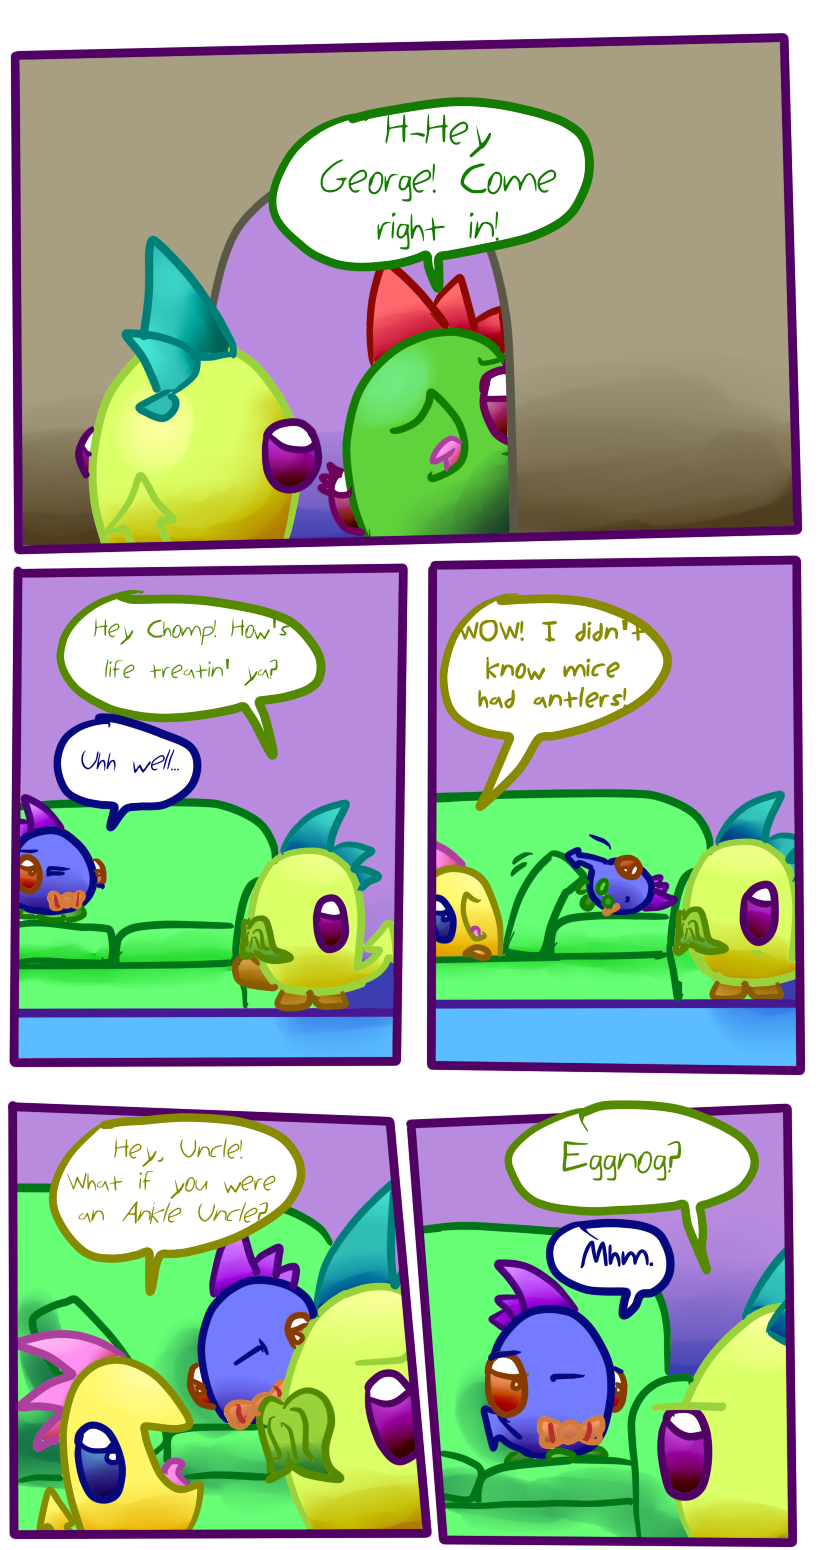 H-Hey
George! Come
right in!
Hey Chomp! How's
life treatin' ya?
Uhh well...
WOW! I didn't
know mice
had antlers!
Hey, Uncle!
What if you were
an Ankle Uncle?
Eggnog?
Mhm.